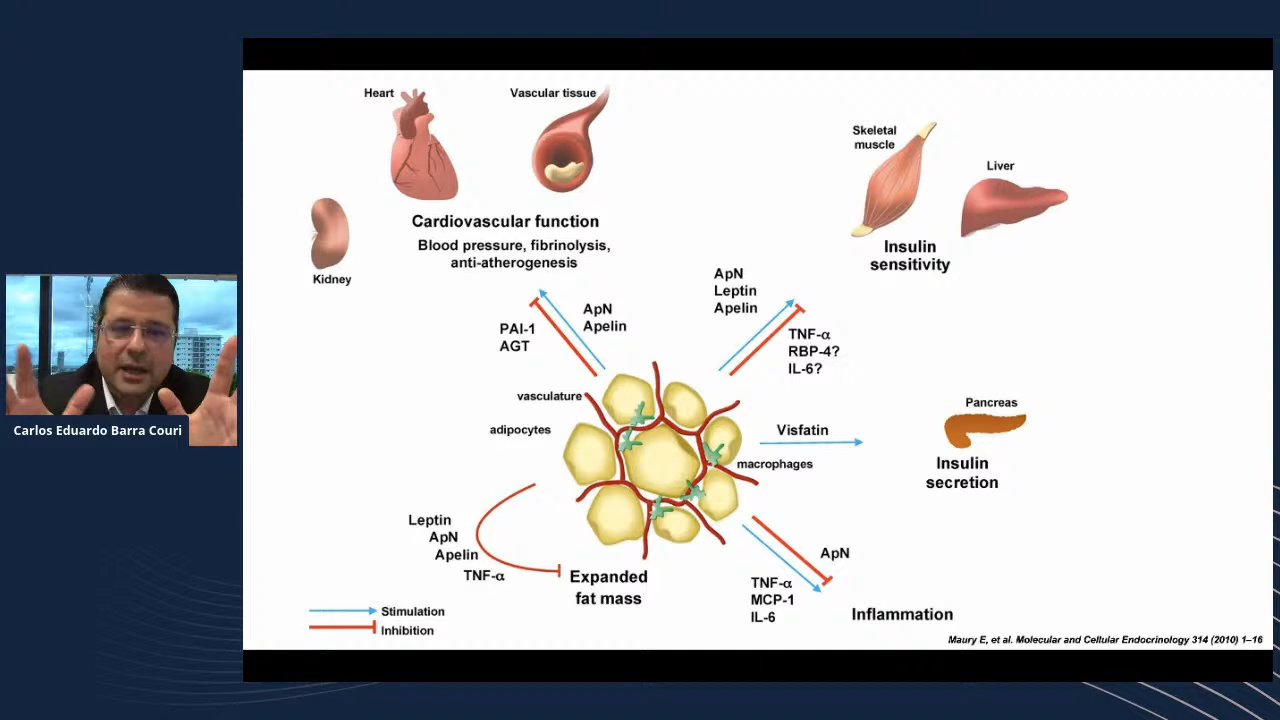 Heart
Vascular tissue
Kidney
Cardiovascular function
Blood pressure, fibrinolysis,
anti-atherogenesis
Skeletal
muscle
Liver
Insulin
sensitivity
PAI-1
AGT
ApN
Apelin
ApN
Leptin
Apelin
TNF-α
RBP-4?
IL-6?
vasculature
adipocytes
macrophages
Visfatin
Pancreas
Insulin
secretion
Leptin
ApN
Apelin
TNF-α
Expanded
fat mass
ApN
TNF-α
MCP-1
IL-6
Inflammation
Stimulation
Inhibition
Maury E, et al. Molecular and Cellular Endocrinology 314 (2010) 1–16
Carlos Eduardo Barra Couri